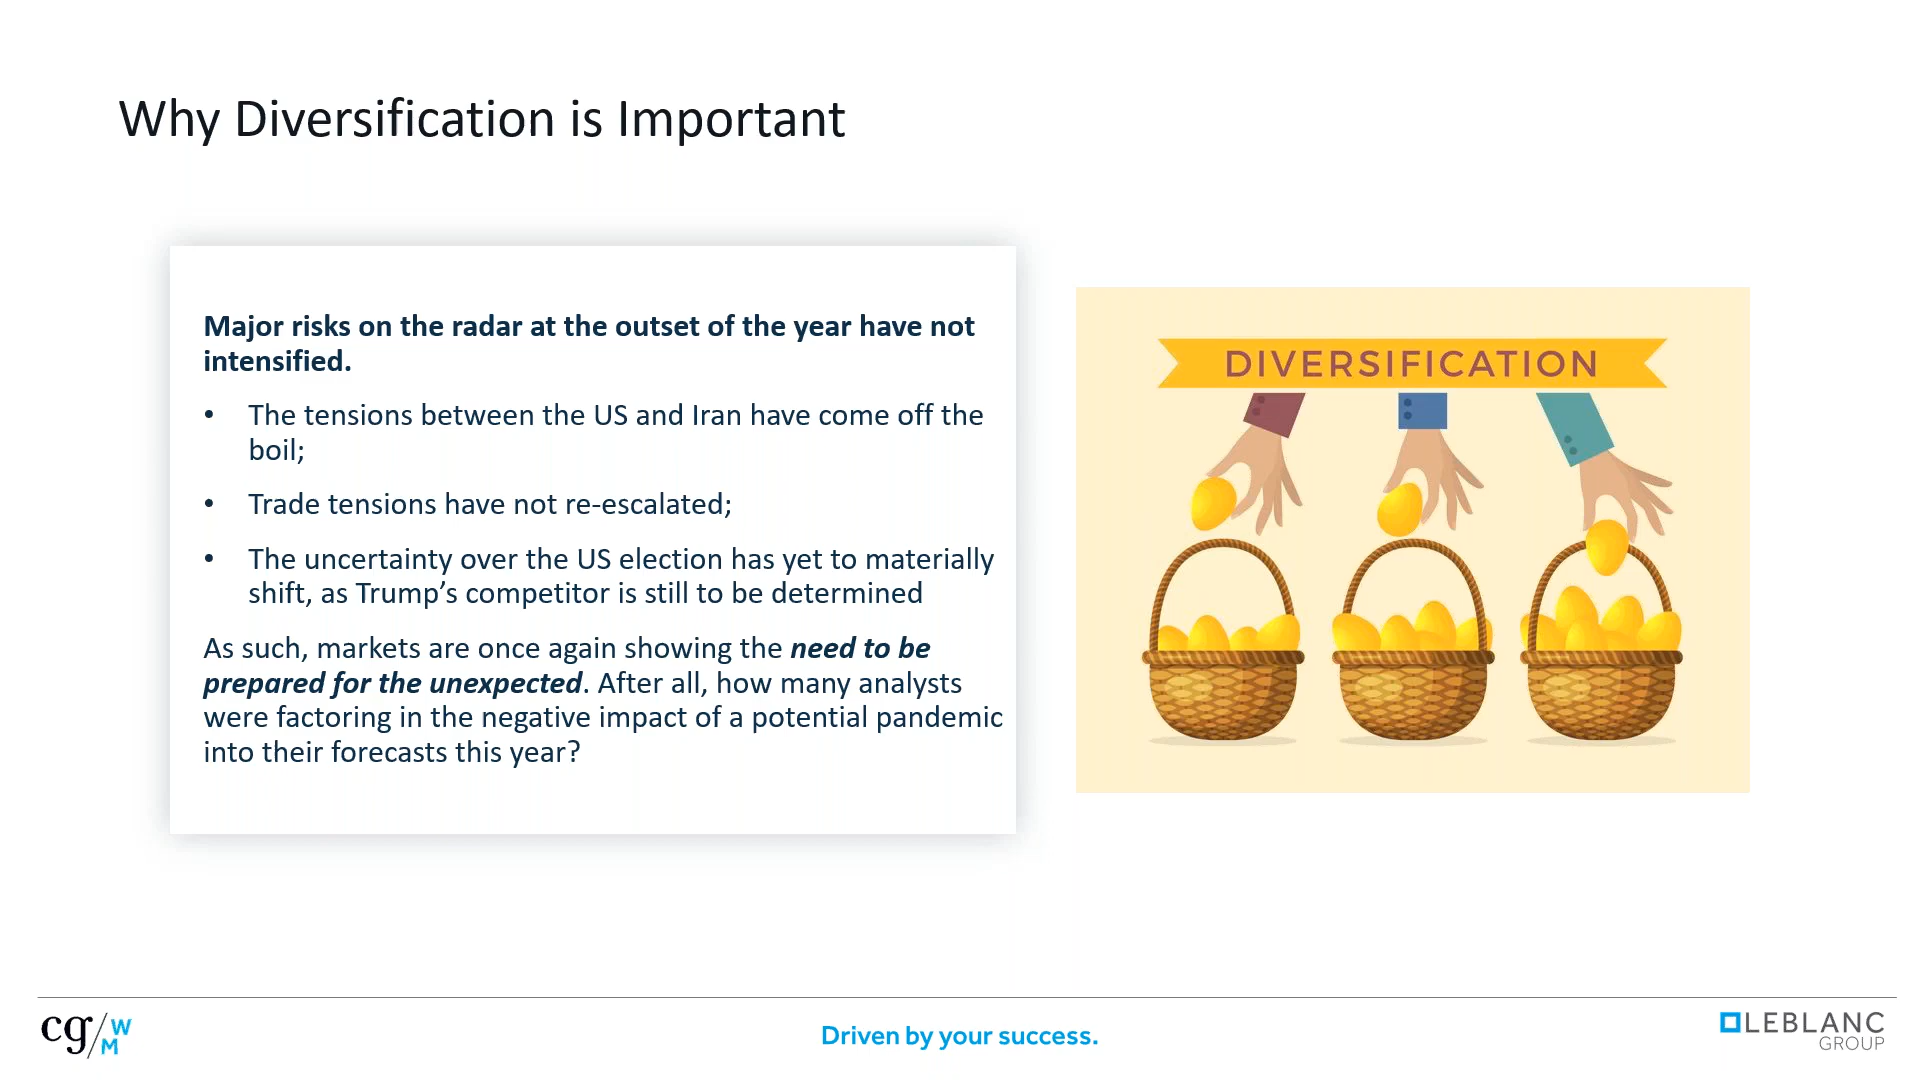 Why Diversification is Important
Major risks on the radar at the outset of the year have not
intensified.
• The tensions between the US and Iran have come off the
boil;
• Trade tensions have not re-escalated;
• The uncertainty over the US election has yet to materially
shift, as Trump’s competitor is still to be determined
As such, markets are once again showing the need to be
prepared for the unexpected. After all, how many analysts
were factoring in the negative impact of a potential pandemic
into their forecasts this year?
DIVERSIFICATION
cg/WM
Driven by your success.
LEBLANC
GROUP